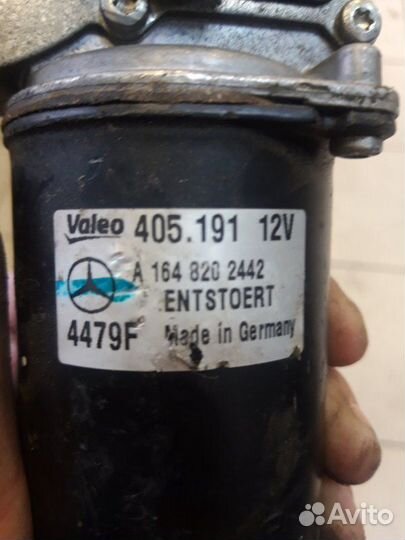 Valeo 405.191 12V
A 164 820 2442
ENTSTOERT
4479F Made in Germany
Avito